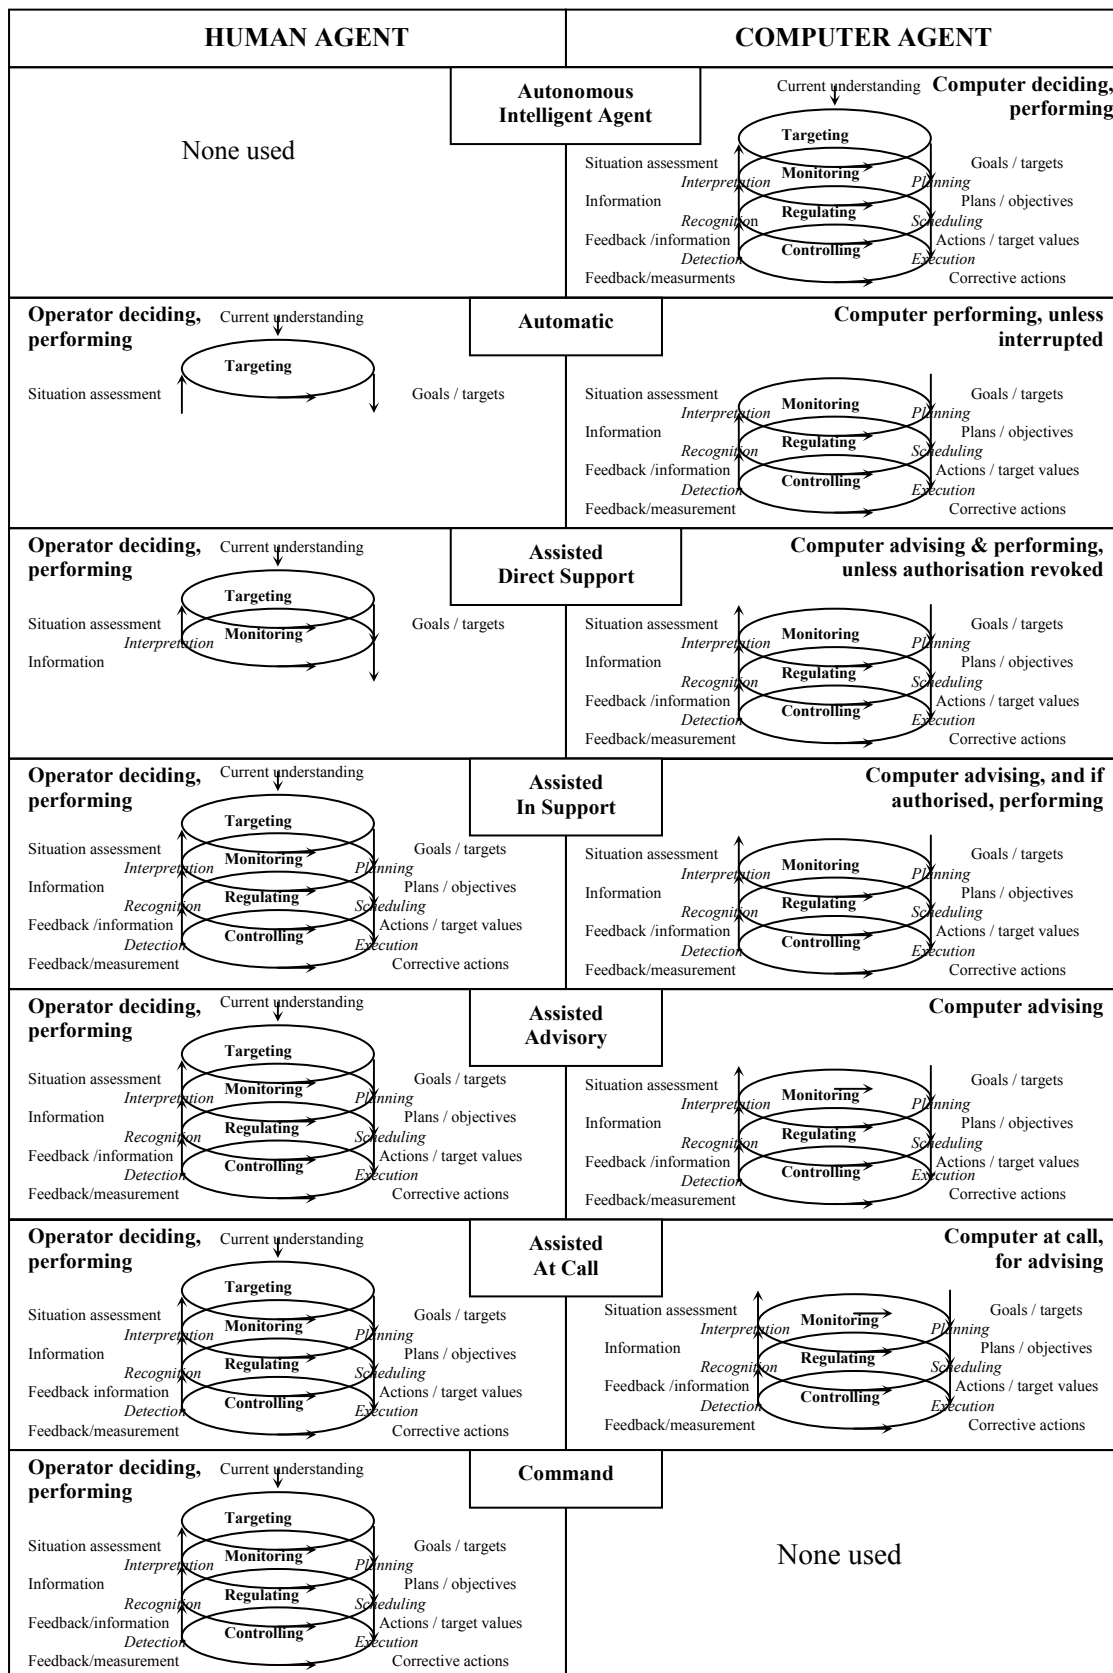 HUMAN AGENT
COMPUTER AGENT
Autonomous
Intelligent Agent
None used
Current understanding
Computer deciding,
performing
Targeting
Situation assessment
Goals / targets
Monitoring
Interpretation
Planning
Information
Plans / objectives
Regulating
Recognition
Scheduling
Feedback /information
Actions / target values
Controlling
Detection
Execution
Feedback/measurments
Corrective actions
Automatic
Operator deciding,
performing
Current understanding
Targeting
Situation assessment
Goals / targets
Computer performing, unless
interrupted
Situation assessment
Goals / targets
Monitoring
Interpretation
Planning
Information
Plans / objectives
Regulating
Recognition
Scheduling
Feedback /information
Actions / target values
Controlling
Detection
Execution
Feedback/measurement
Corrective actions
Assisted
Direct Support
Operator deciding,
performing
Current understanding
Targeting
Situation assessment
Goals / targets
Monitoring
Interpretation
Information
Computer advising & performing,
unless authorisation revoked
Situation assessment
Goals / targets
Monitoring
Interpretation
Planning
Information
Plans / objectives
Regulating
Recognition
Scheduling
Feedback /information
Actions / target values
Controlling
Detection
Execution
Feedback/measurement
Corrective actions
Assisted
In Support
Operator deciding,
performing
Current understanding
Targeting
Situation assessment
Goals / targets
Monitoring
Interpretation
Planning
Information
Plans / objectives
Regulating
Recognition
Scheduling
Feedback /information
Actions / target values
Controlling
Detection
Execution
Feedback/measurement
Corrective actions
Computer advising, and if
authorised, performing
Situation assessment
Goals / targets
Monitoring
Interpretation
Planning
Information
Plans / objectives
Regulating
Recognition
Scheduling
Feedback /information
Actions / target values
Controlling
Detection
Execution
Feedback/measurement
Corrective actions
Assisted
Advisory
Operator deciding,
performing
Current understanding
Targeting
Situation assessment
Goals / targets
Monitoring
Interpretation
Planning
Information
Plans / objectives
Regulating
Recognition
Scheduling
Feedback /information
Actions / target values
Controlling
Detection
Execution
Feedback/measurement
Corrective actions
Computer advising
Situation assessment
Goals / targets
Monitoring
Interpretation
Planning
Information
Plans / objectives
Regulating
Recognition
Scheduling
Feedback /information
Actions / target values
Controlling
Detection
Execution
Feedback/measurement
Corrective actions
Assisted
At Call
Operator deciding,
performing
Current understanding
Targeting
Situation assessment
Goals / targets
Monitoring
Interpretation
Planning
Information
Plans / objectives
Regulating
Recognition
Scheduling
Feedback information
Actions / target values
Controlling
Detection
Execution
Feedback/measurement
Corrective actions
Computer at call,
for advising
Situation assessment
Goals / targets
Monitoring
Interpretation
Planning
Information
Plans / objectives
Regulating
Recognition
Scheduling
Feedback /information
Actions / target values
Controlling
Detection
Execution
Feedback/measurement
Corrective actions
Command
Operator deciding,
performing
Current understanding
Targeting
Situation assessment
Goals / targets
Monitoring
Interpretation
Planning
Information
Plans / objectives
Regulating
Recognition
Scheduling
Feedback/information
Actions / target values
Controlling
Detection
Execution
Feedback/measurement
Corrective actions
None used